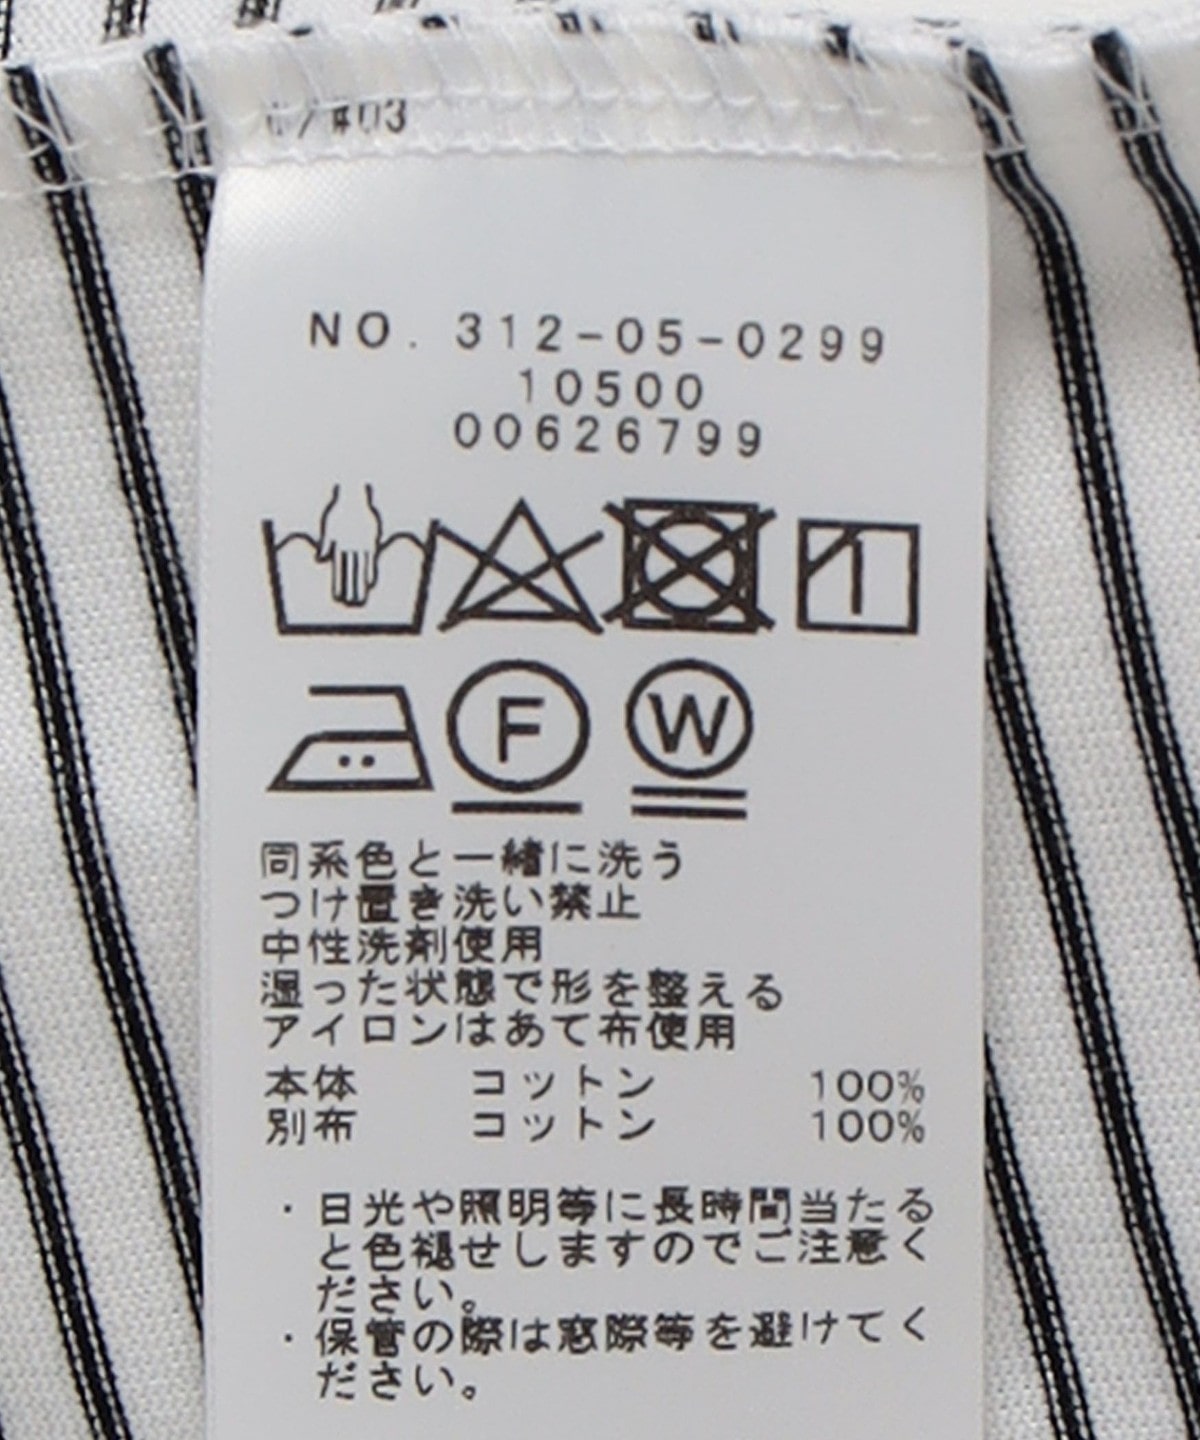 #03
NO. 312-05-0299
10500
00626799
F W
同系色と一緒に洗う
つけ置き洗い禁止
中性洗剤使用
湿った状態で形を整える
アイロンはあて布使用
本体 コットン 100%
別布 コットン 100%
・日光や照明等に長時間当たる
と色褪せしますのでご注意く
ださい。
・保管の際は窓際等を避けてく
ださい。